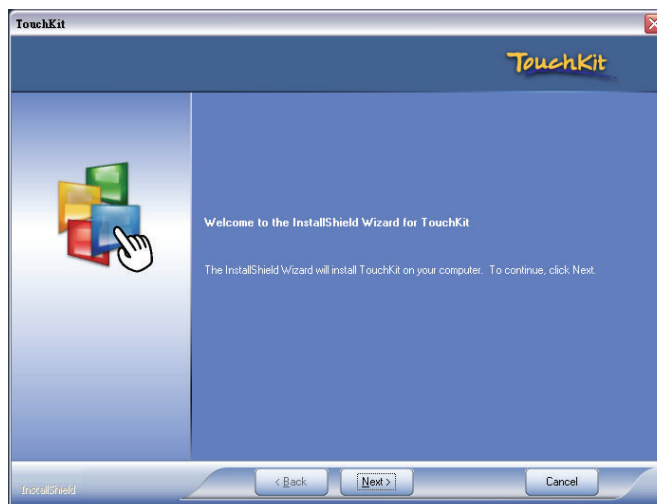 TouchKit
TouchKit
Welcome to the InstallShield Wizard for TouchKit
The InstallShield Wizard will install TouchKit on your computer. To continue, click Next.
InstallShield
< Back
Next >
Cancel